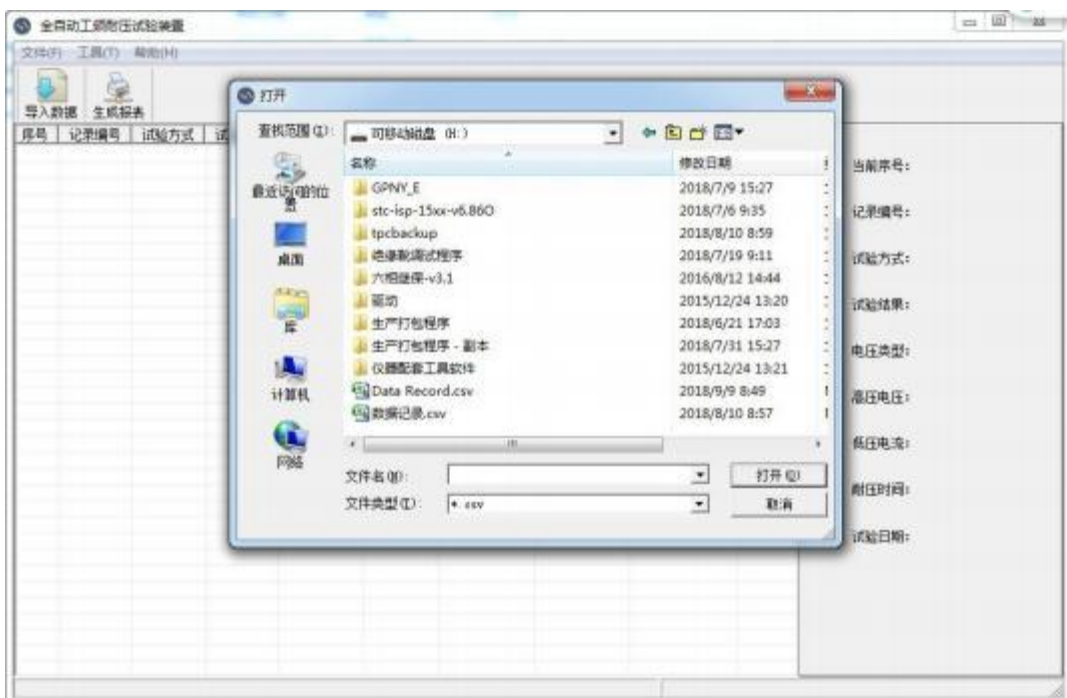 全自动工频耐压试验装置
文件(F) 工具(T) 帮助(H)
导入数据 生成报表
序号 记录编号 试验方式 试
打开
查找范围(I): 可移动磁盘 (H:)
名称 修改日期
最近访问的位置
桌面
库
计算机
网络
GPNY_E 2018/7/9 15:27
stc-isp-15xx-v6.86O 2018/7/6 9:35
tpcbackup 2018/8/10 8:59
绝缘靴调试程序 2018/7/19 9:11
六相继保-v3.1 2016/8/12 14:44
驱动 2015/12/24 13:20
生产打包程序 2018/6/21 17:03
生产打包程序 - 副本 2018/7/31 15:27
仪器配套工具软件 2015/12/24 13:21
Data Record.csv 2018/9/9 8:49
数据记录.csv 2018/8/10 8:57
文件名(N): 打开(O)
文件类型(T): *.csv 取消
当前序号:
记录编号:
试验方式:
试验结果:
电压类型:
高压电压:
低压电流:
耐压时间:
试验日期: